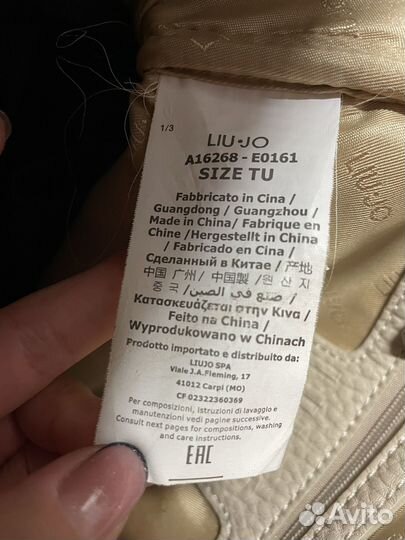 1/3
LIU·JO
A16268 - E0161
SIZE TU
Fabbricato in Cina /
Guangdong / Guangzhou /
Made in China/ Fabrique en
Chine /Hergestellt in China
/ Fabricado en Cina /
Сделанный в Китае / 产地
中国 广州 / 中国製 / 원 산 지
중 국 / صنع في الصين /
Κατασκευάζεται στην Κινα /
Feito na China /
Wyprodukowano w Chinach
Prodotto importato e distribuito da:
LIUJO SPA
Viale J.A.Fleming, 17
41012 Carpi (MO)
CF 02322360369
Per composizioni, istruzioni di lavaggio e
manutenzioni vedi pagine successive.
Consult next pages for compositions, washing
and care instructions.
EAC
LIU·JO
Avito